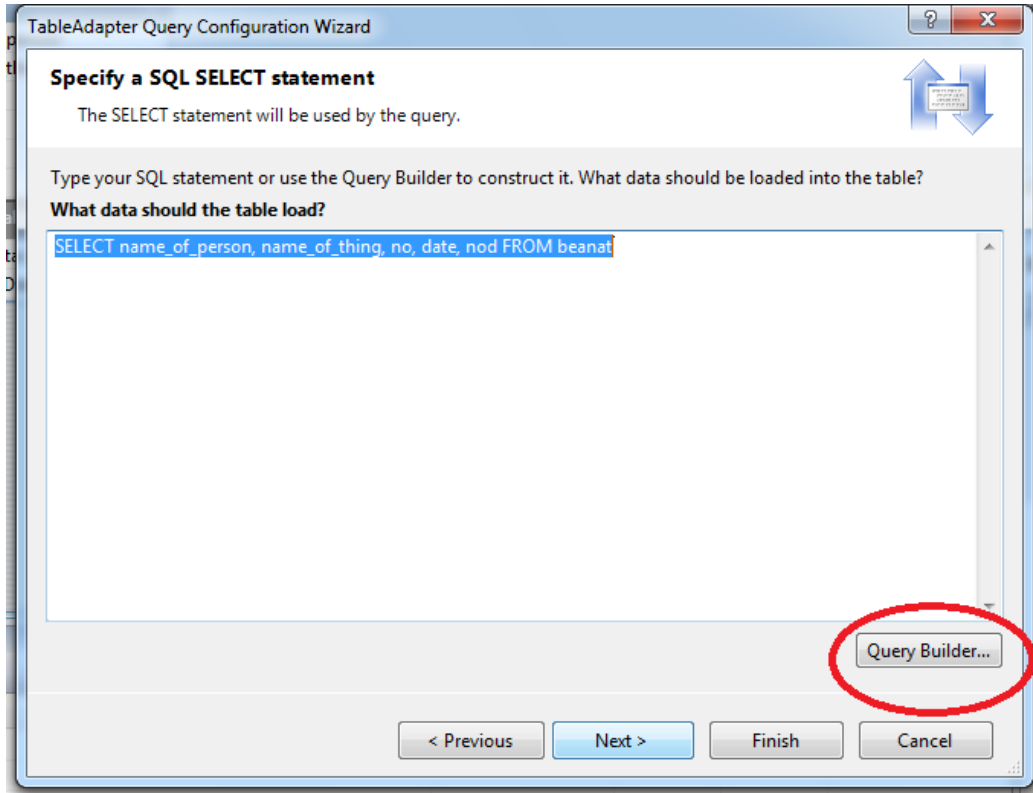 TableAdapter Query Configuration Wizard
Specify a SQL SELECT statement
The SELECT statement will be used by the query.
Type your SQL statement or use the Query Builder to construct it. What data should be loaded into the table?
What data should the table load?
SELECT name_of_person, name_of_thing, no, date, nod FROM beanat
Query Builder...
< Previous
Next >
Finish
Cancel